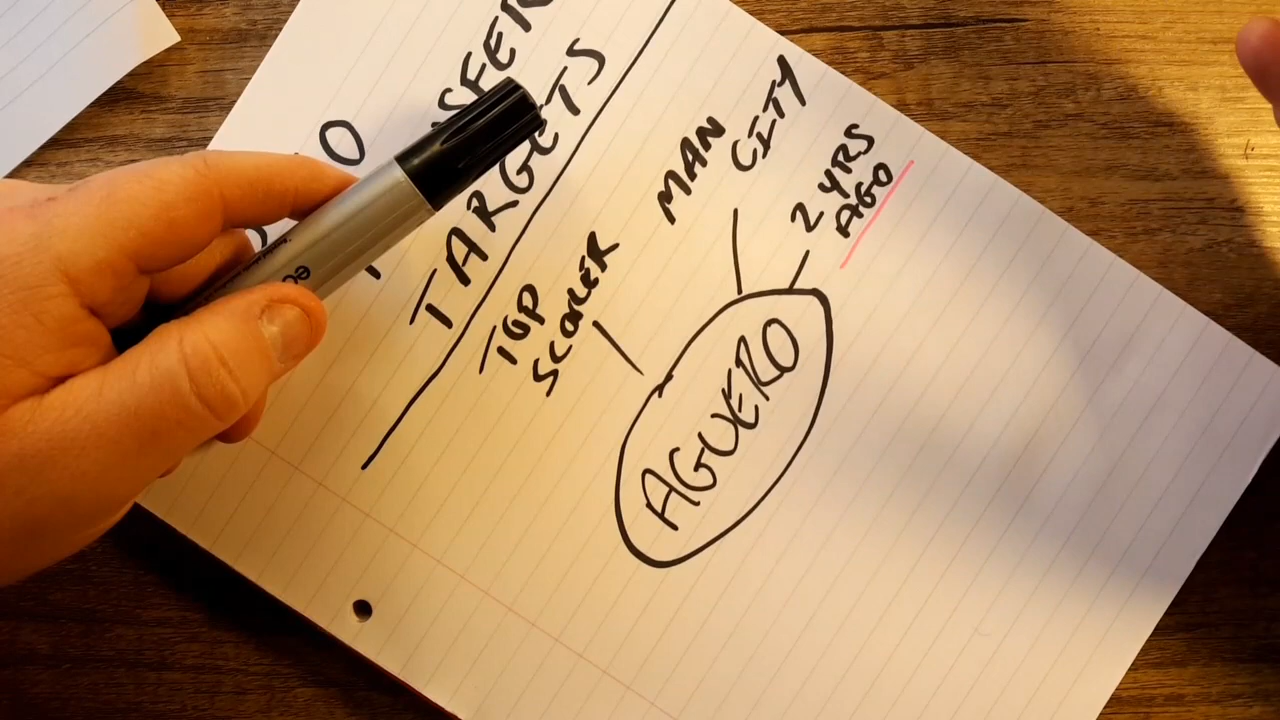 TARGETS
TOP
SCORER
MAN
CITY
2 YRS
AGO
AGUERO